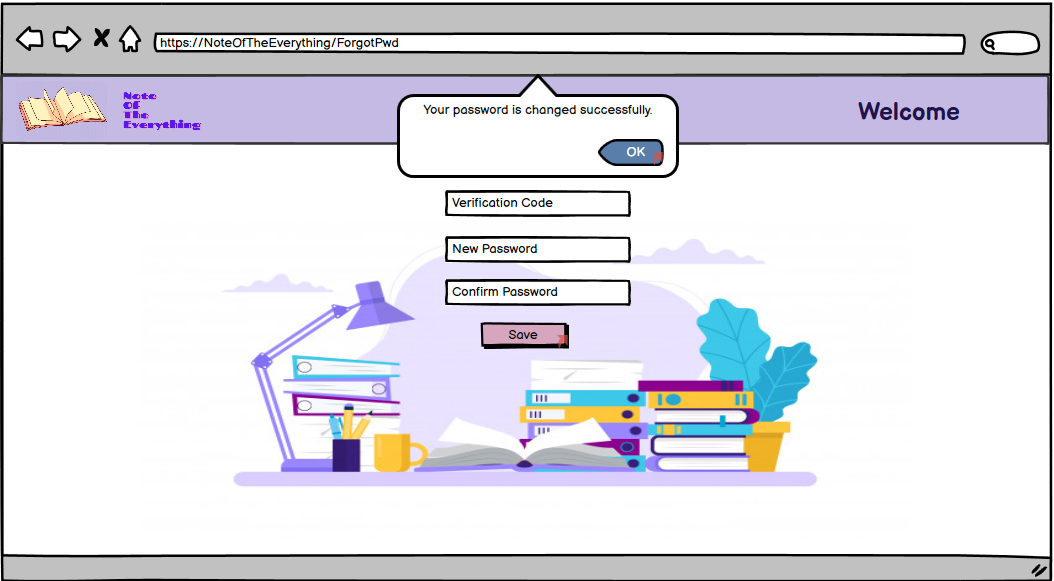 https://NoteOfTheEverything/ForgotPwd
Note
Of
The
Everything
Your password is changed successfully.
OK
Welcome
Verification Code
New Password
Confirm Password
Save